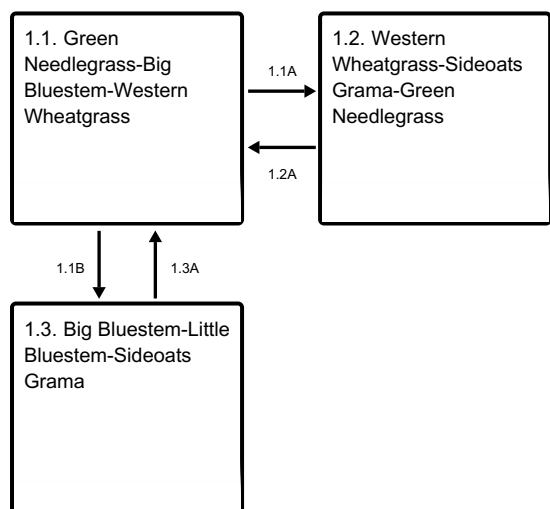 1.1. Green
Needlegrass-Big
Bluestem-Western
Wheatgrass
1.1A
1.2. Western
Wheatgrass-Sideoats
Grama-Green
Needlegrass
1.2A
1.1B
1.3A
1.3. Big Bluestem-Little
Bluestem-Sideoats
Grama